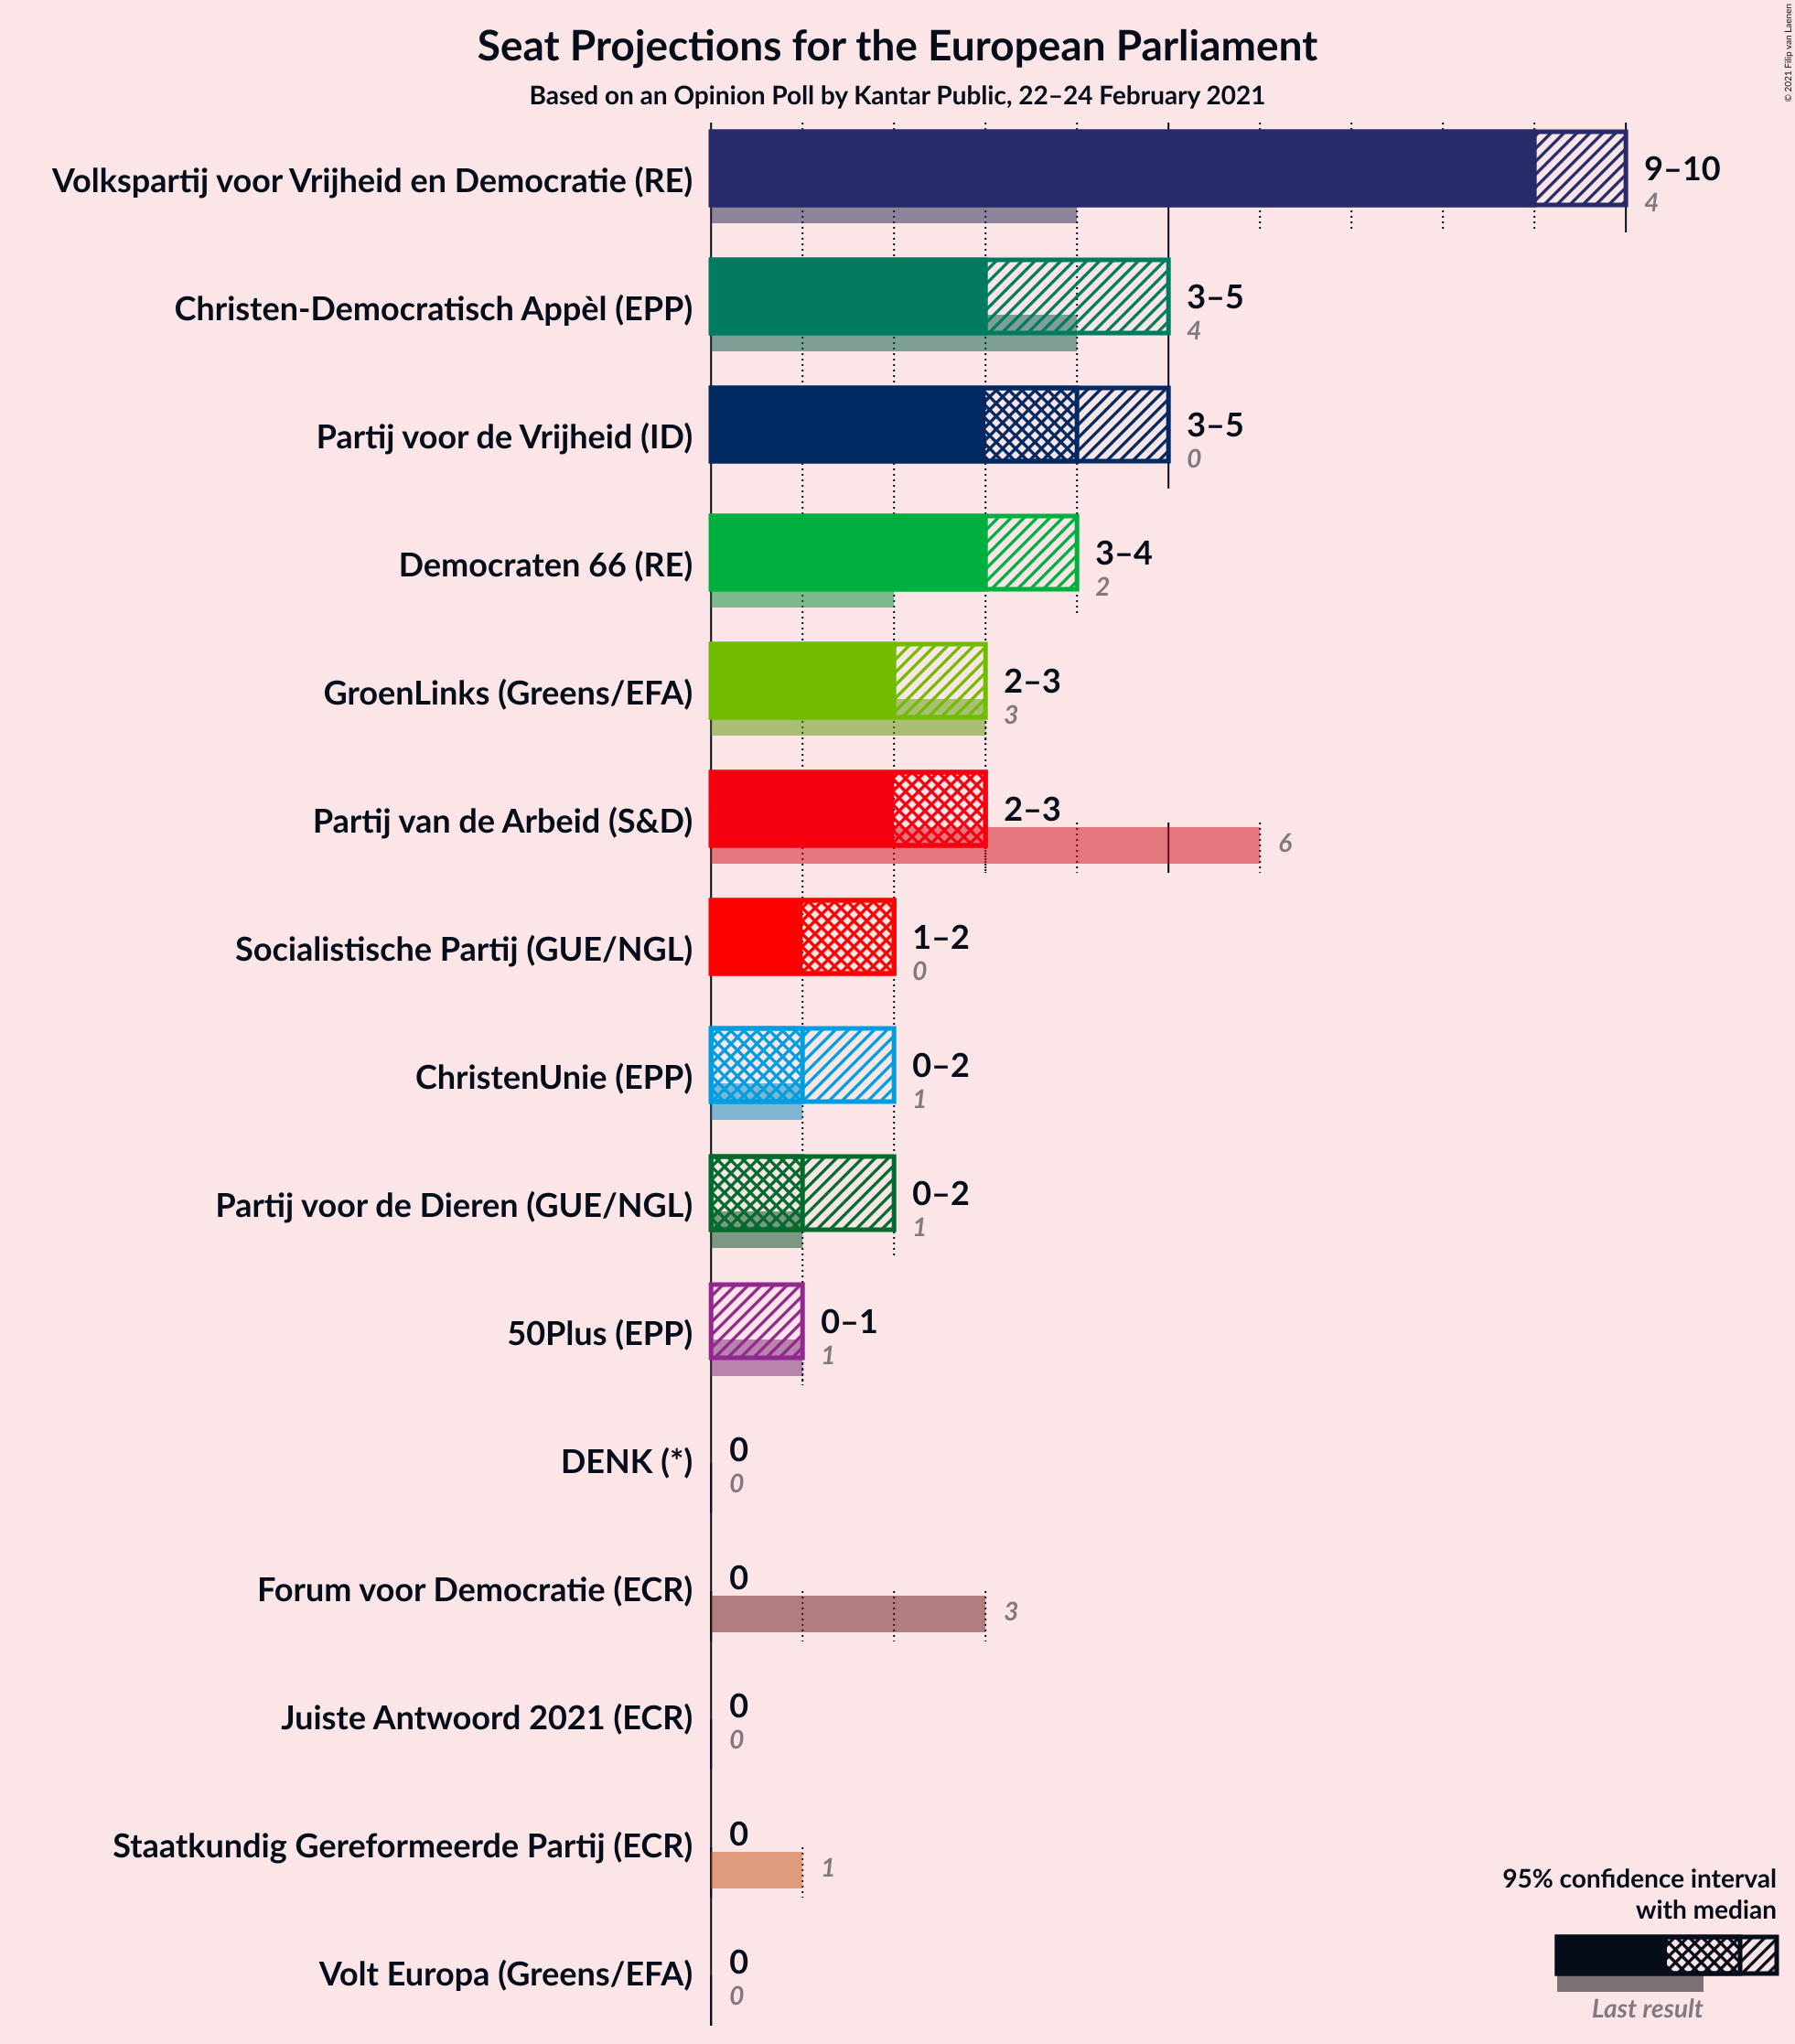 Seat Projections for the European Parliament
Based on an Opinion Poll by Kantar Public, 22–24 February 2021
© 2021 Filip van Laenen
Volkspartij voor Vrijheid en Democratie (RE)
9–10
4
Christen-Democratisch Appèl (EPP)
3–5
4
Partij voor de Vrijheid (ID)
3–5
0
Democraten 66 (RE)
3–4
2
GroenLinks (Greens/EFA)
2–3
3
Partij van de Arbeid (S&D)
2–3
6
Socialistische Partij (GUE/NGL)
1–2
0
ChristenUnie (EPP)
0–2
1
Partij voor de Dieren (GUE/NGL)
0–2
1
50Plus (EPP)
0–1
1
DENK (*)
0
0
Forum voor Democratie (ECR)
0
3
Juiste Antwoord 2021 (ECR)
0
0
Staatkundig Gereformeerde Partij (ECR)
0
1
Volt Europa (Greens/EFA)
0
0
95% confidence interval
with median
Last result